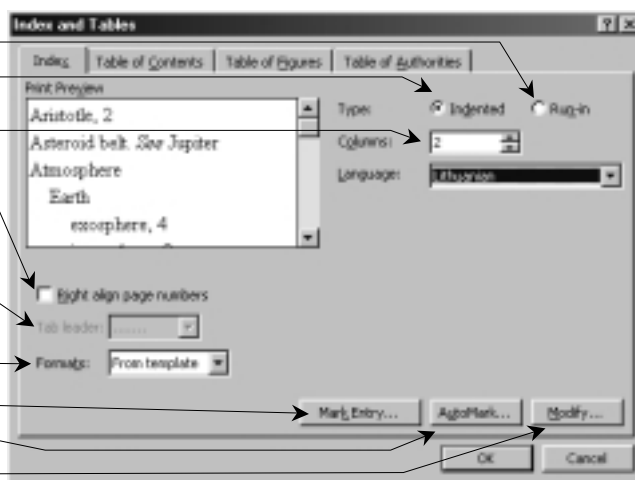 Index and Tables
Index Table of Contents Table of Figures Table of Authorities
Print Preview
Aristotle, 2
Asteroid belt. See Jupiter
Atmosphere
Earth
exosphere, 4
Type: Indented Run-in
Columns: 2
Language: Lithuanian
Right align page numbers
Tab leader: ......
Formats: From template
Mark Entry... AutoMark... Modify...
OK Cancel